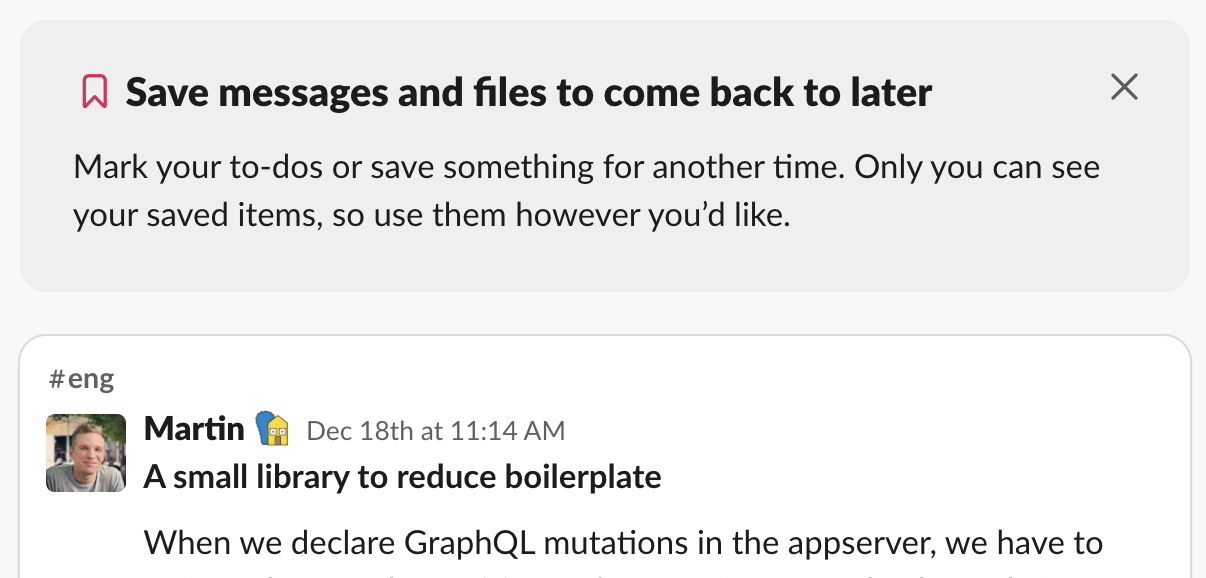 Save messages and files to come back to later
Mark your to-dos or save something for another time. Only you can see
your saved items, so use them however you’d like.
#eng
Martin Dec 18th at 11:14 AM
A small library to reduce boilerplate
When we declare GraphQL mutations in the appserver, we have to